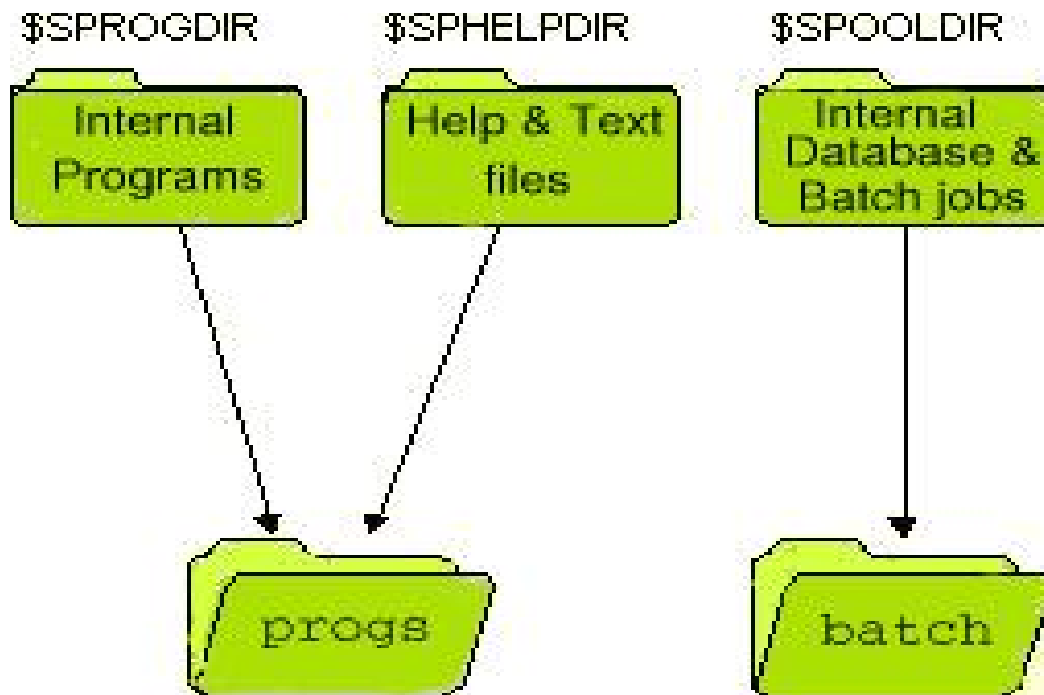 $SPROGDIR
$SPHELPDIR
$SPOOLDIR
Internal
Programs
Help & Text
files
Internal
Database &
Batch jobs
progs
batch